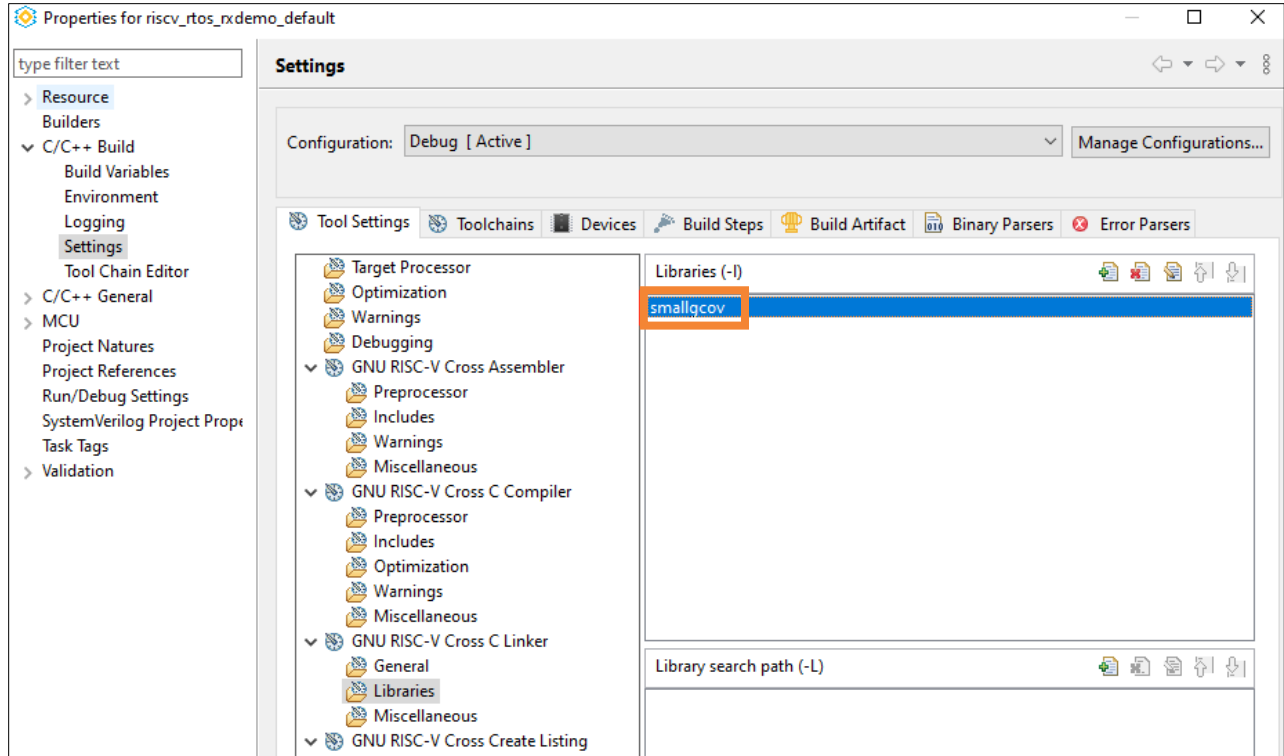 Properties for riscv_rtos_rxdemo_default
type filter text
Settings
Resource
Builders
C/C++ Build
Build Variables
Environment
Logging
Settings
Tool Chain Editor
C/C++ General
MCU
Project Natures
Project References
Run/Debug Settings
SystemVerilog Project Prope
Task Tags
Validation
Configuration: Debug [ Active ]
Manage Configurations...
Tool Settings Toolchains Devices Build Steps Build Artifact Binary Parsers Error Parsers
Target Processor
Optimization
Warnings
Debugging
GNU RISC-V Cross Assembler
Preprocessor
Includes
Warnings
Miscellaneous
GNU RISC-V Cross C Compiler
Preprocessor
Includes
Optimization
Warnings
Miscellaneous
GNU RISC-V Cross C Linker
General
Libraries
Miscellaneous
GNU RISC-V Cross Create Listing
Libraries (-l)
smallgcov
Library search path (-L)